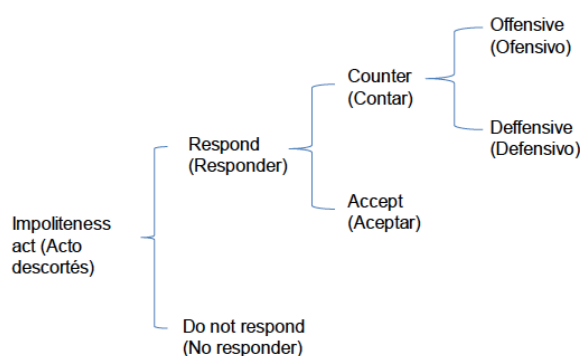 Offensive
(Ofensivo)
Counter
(Contar)
Deffensive
(Defensivo)
Respond
(Responder)
Accept
(Aceptar)
Impoliteness
act (Acto
descortés)
Do not respond
(No responder)